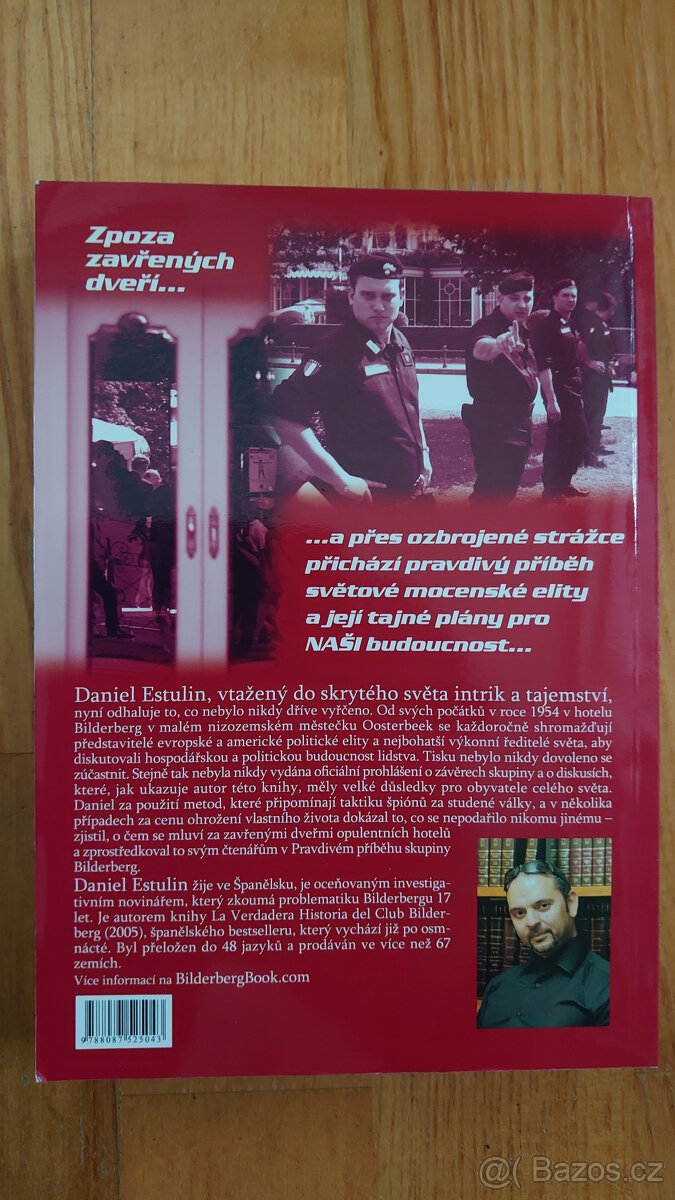 Zpoza
zavřených
dveří...
...a přes ozbrojené strážce
přichází pravdivý příběh
světové mocenské elity
a její tajné plány pro
NAŠI budoucnost...
Daniel Estulin, vtažený do skrytého světa intrik a tajemství,
nyní odhaluje to, co nebylo nikdy dříve vyřčeno. Od svých počátků v roce 1954 v hotelu
Bilderberg v malém nizozemském městečku Oosterbeek se každoročně shromažďují
představitelé evropské a americké politické elity a nejbohatší výkonní ředitelé světa, aby
diskutovali hospodářskou a politickou budoucnost lidstva. Tisku nebylo nikdy dovoleno se
zúčastnit. Stejně tak nebyla nikdy vydána oficiální prohlášení o závěrech skupiny a o diskusích,
které, jak ukazuje autor této knihy, měly velké důsledky pro obyvatele celého světa.
Daniel za použití metod, které připomínají taktiku špiónů za studené války, a v několika
případech za cenu ohrožení vlastního života dokázal to, co se nepodařilo nikomu jinému –
zjistil, o čem se mluví za zavřenými dveřmi opulentních hotelů
a zprostředkoval to svým čtenářům v Pravdivém příběhu skupiny
Bilderberg.
Daniel Estulin žije ve Španělsku, je oceňovaným investiga-
tivním novinářem, který zkoumá problematiku Bilderbergu 17
let. Je autorem knihy La Verdadera Historia del Club Bilder-
berg (2005), španělského bestselleru, který vychází již po osm-
nácté. Byl přeložen do 48 jazyků a prodáván ve více než 67
zemích.
Více informací na BilderbergBook.com
9 788087 525043
Bazos.cz